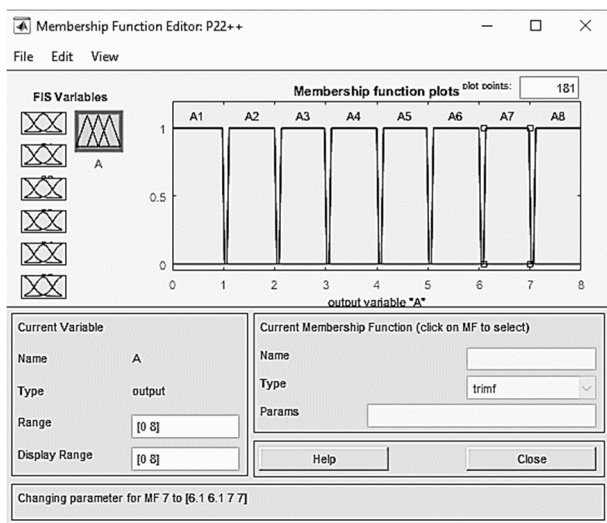 Membership Function Editor: P22++
File Edit View
FIS Variables
A
Membership function plots
plot points:
181
A1 A2 A3 A4 A5 A6 A7 A8
1
0.5
0
0 1 2 3 4 5 6 7 8
output variable "A"
Current Variable
Name A
Type output
Range [0 8]
Display Range [0 8]
Current Membership Function (click on MF to select)
Name
Type trimf
Params
Help Close
Changing parameter for MF 7 to [6.1 6.1 7 7]